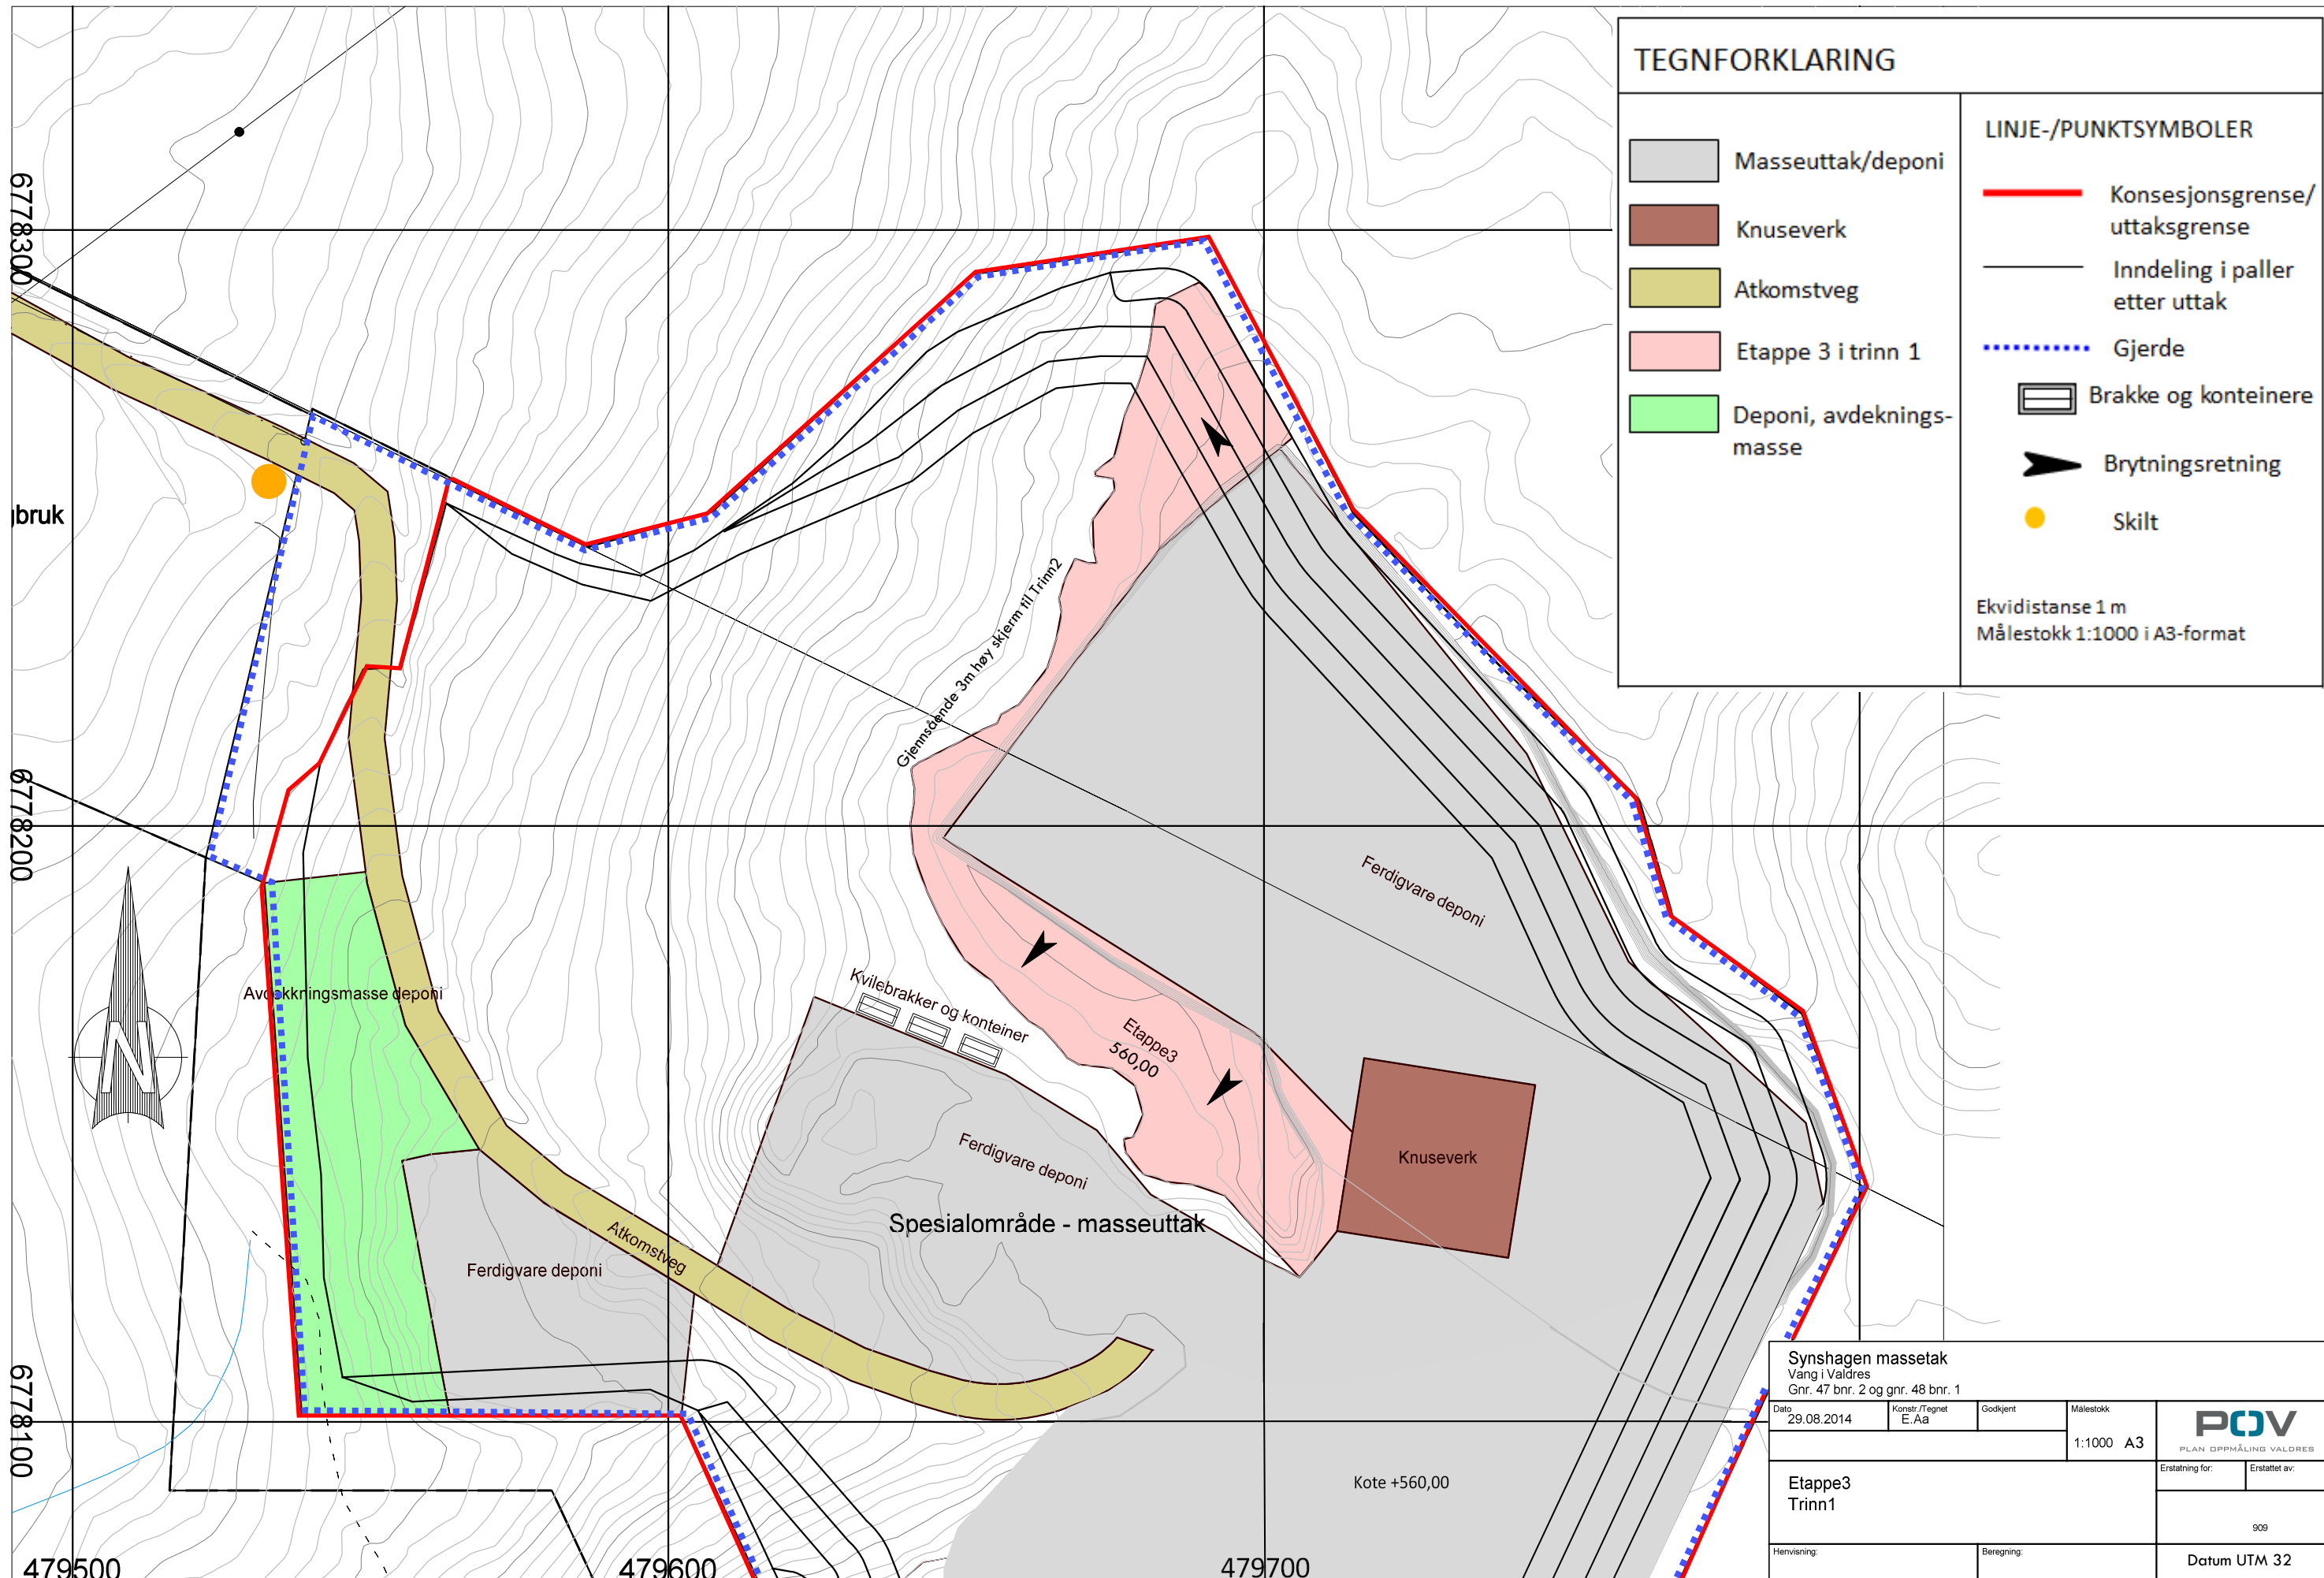 TEGNFORKLARING
Masseuttak/deponi
Knuseverk
Atkomstveg
Etappe 3 i trinn 1
Deponi, avdeknings-
masse
LINJE-/PUNKTSYMBOLER
Konsesjonsgrense/
uttaksgrense
Inndeling i paller
etter uttak
Gjerde
Brakke og konteinere
Brytningsretning
Skilt
Ekvidistanse 1 m
Målestokk 1:1000 i A3-format
6778300
gbruk
Gjennsående 3m høy skjerm til Trinn2
6778200
Ferdigvare deponi
Avdekkningsmasse deponi
Kvilebrakker og konteiner
Etappe3
560,00
N
Knuseverk
Ferdigvare deponi
Spesialområde - masseuttak
Atkomstveg
Ferdigvare deponi
6778100
Kote +560,00
479500
479600
479700
Synshagen massetak
Vang i Valdres
Gnr. 47 bnr. 2 og gnr. 48 bnr. 1
Dato
29.08.2014
Konstr./Tegnet
E.Aa
Godkjent
Målestokk
1:1000 A3
POV
PLAN OPPMÅLING VALDRES
Etappe3
Trinn1
Erstatning for:
Erstattet av:
909
Henvisning:
Beregning:
Datum UTM 32